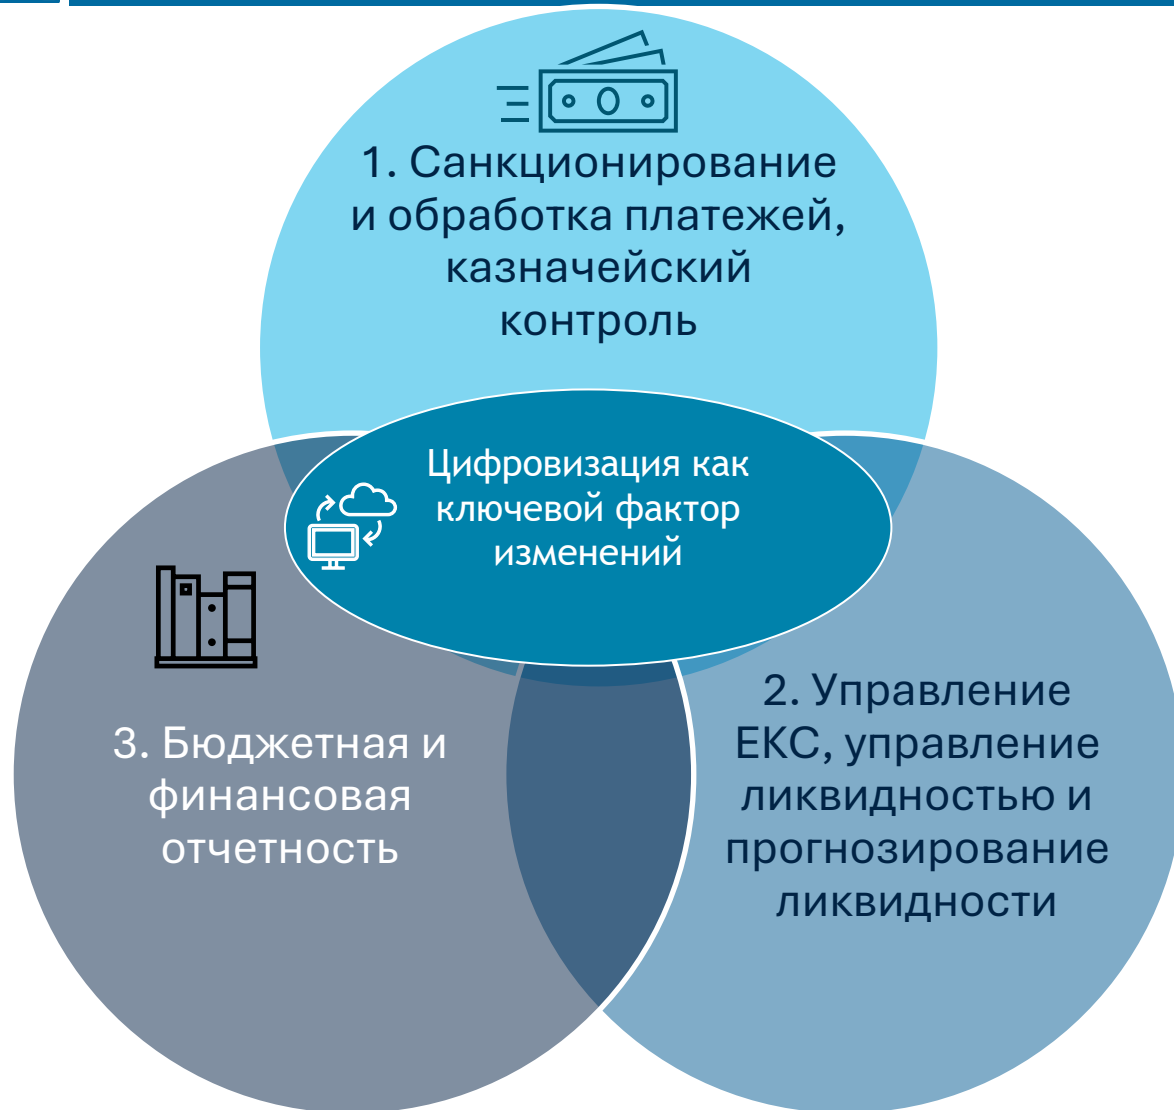 1. Санкционирование
и обработка платежей,
казначейский
контроль
Цифровизация как
ключевой фактор
изменений
2. Управление
ЕКС, управление
ликвидностью и
прогнозирование
ликвидности
3. Бюджетная и
финансовая
отчетность